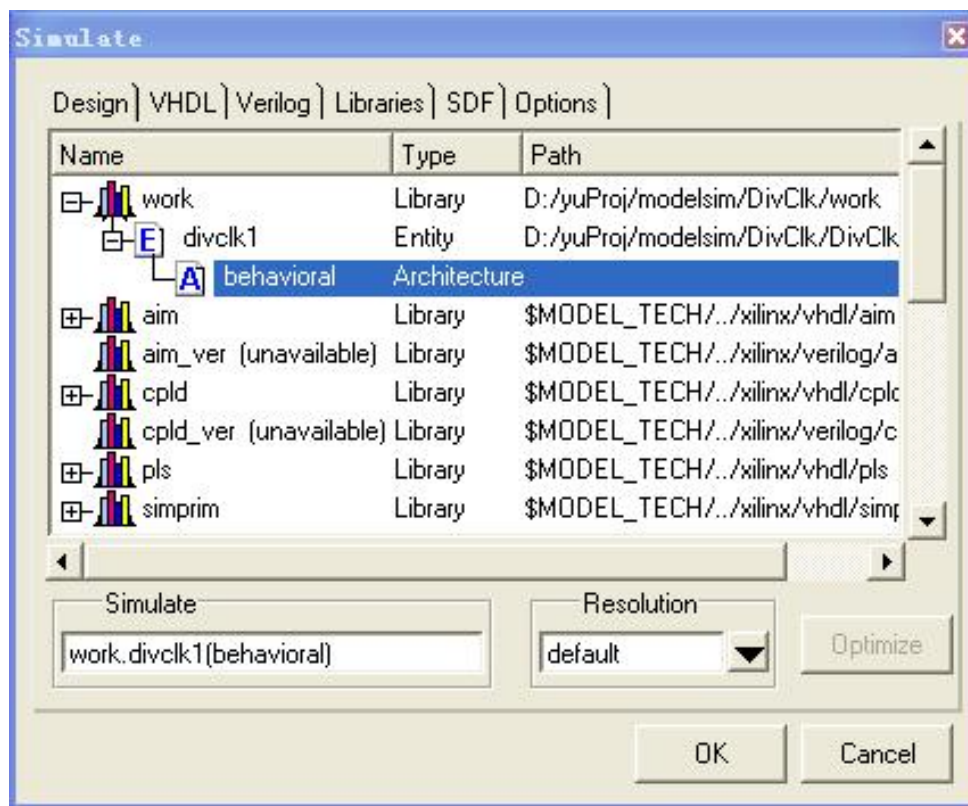 Simulate
Design VHDL Verilog Libraries SDF Options
Name Type Path
work Library D:/yuProj/modelsim/DivClk/work
E divclk1 Entity D:/yuProj/modelsim/DivClk/DivClk
A behavioral Architecture
aim Library $MODEL_TECH/../xilinx/vhdl/aim
aim_ver (unavailable) Library $MODEL_TECH/../xilinx/verilog/a
cpld Library $MODEL_TECH/../xilinx/vhdl/cpld
cpld_ver (unavailable) Library $MODEL_TECH/../xilinx/verilog/c
pls Library $MODEL_TECH/../xilinx/vhdl/pls
simprim Library $MODEL_TECH/../xilinx/vhdl/simp
Simulate Resolution
work.divclk1(behavioral) default Optimize
OK Cancel